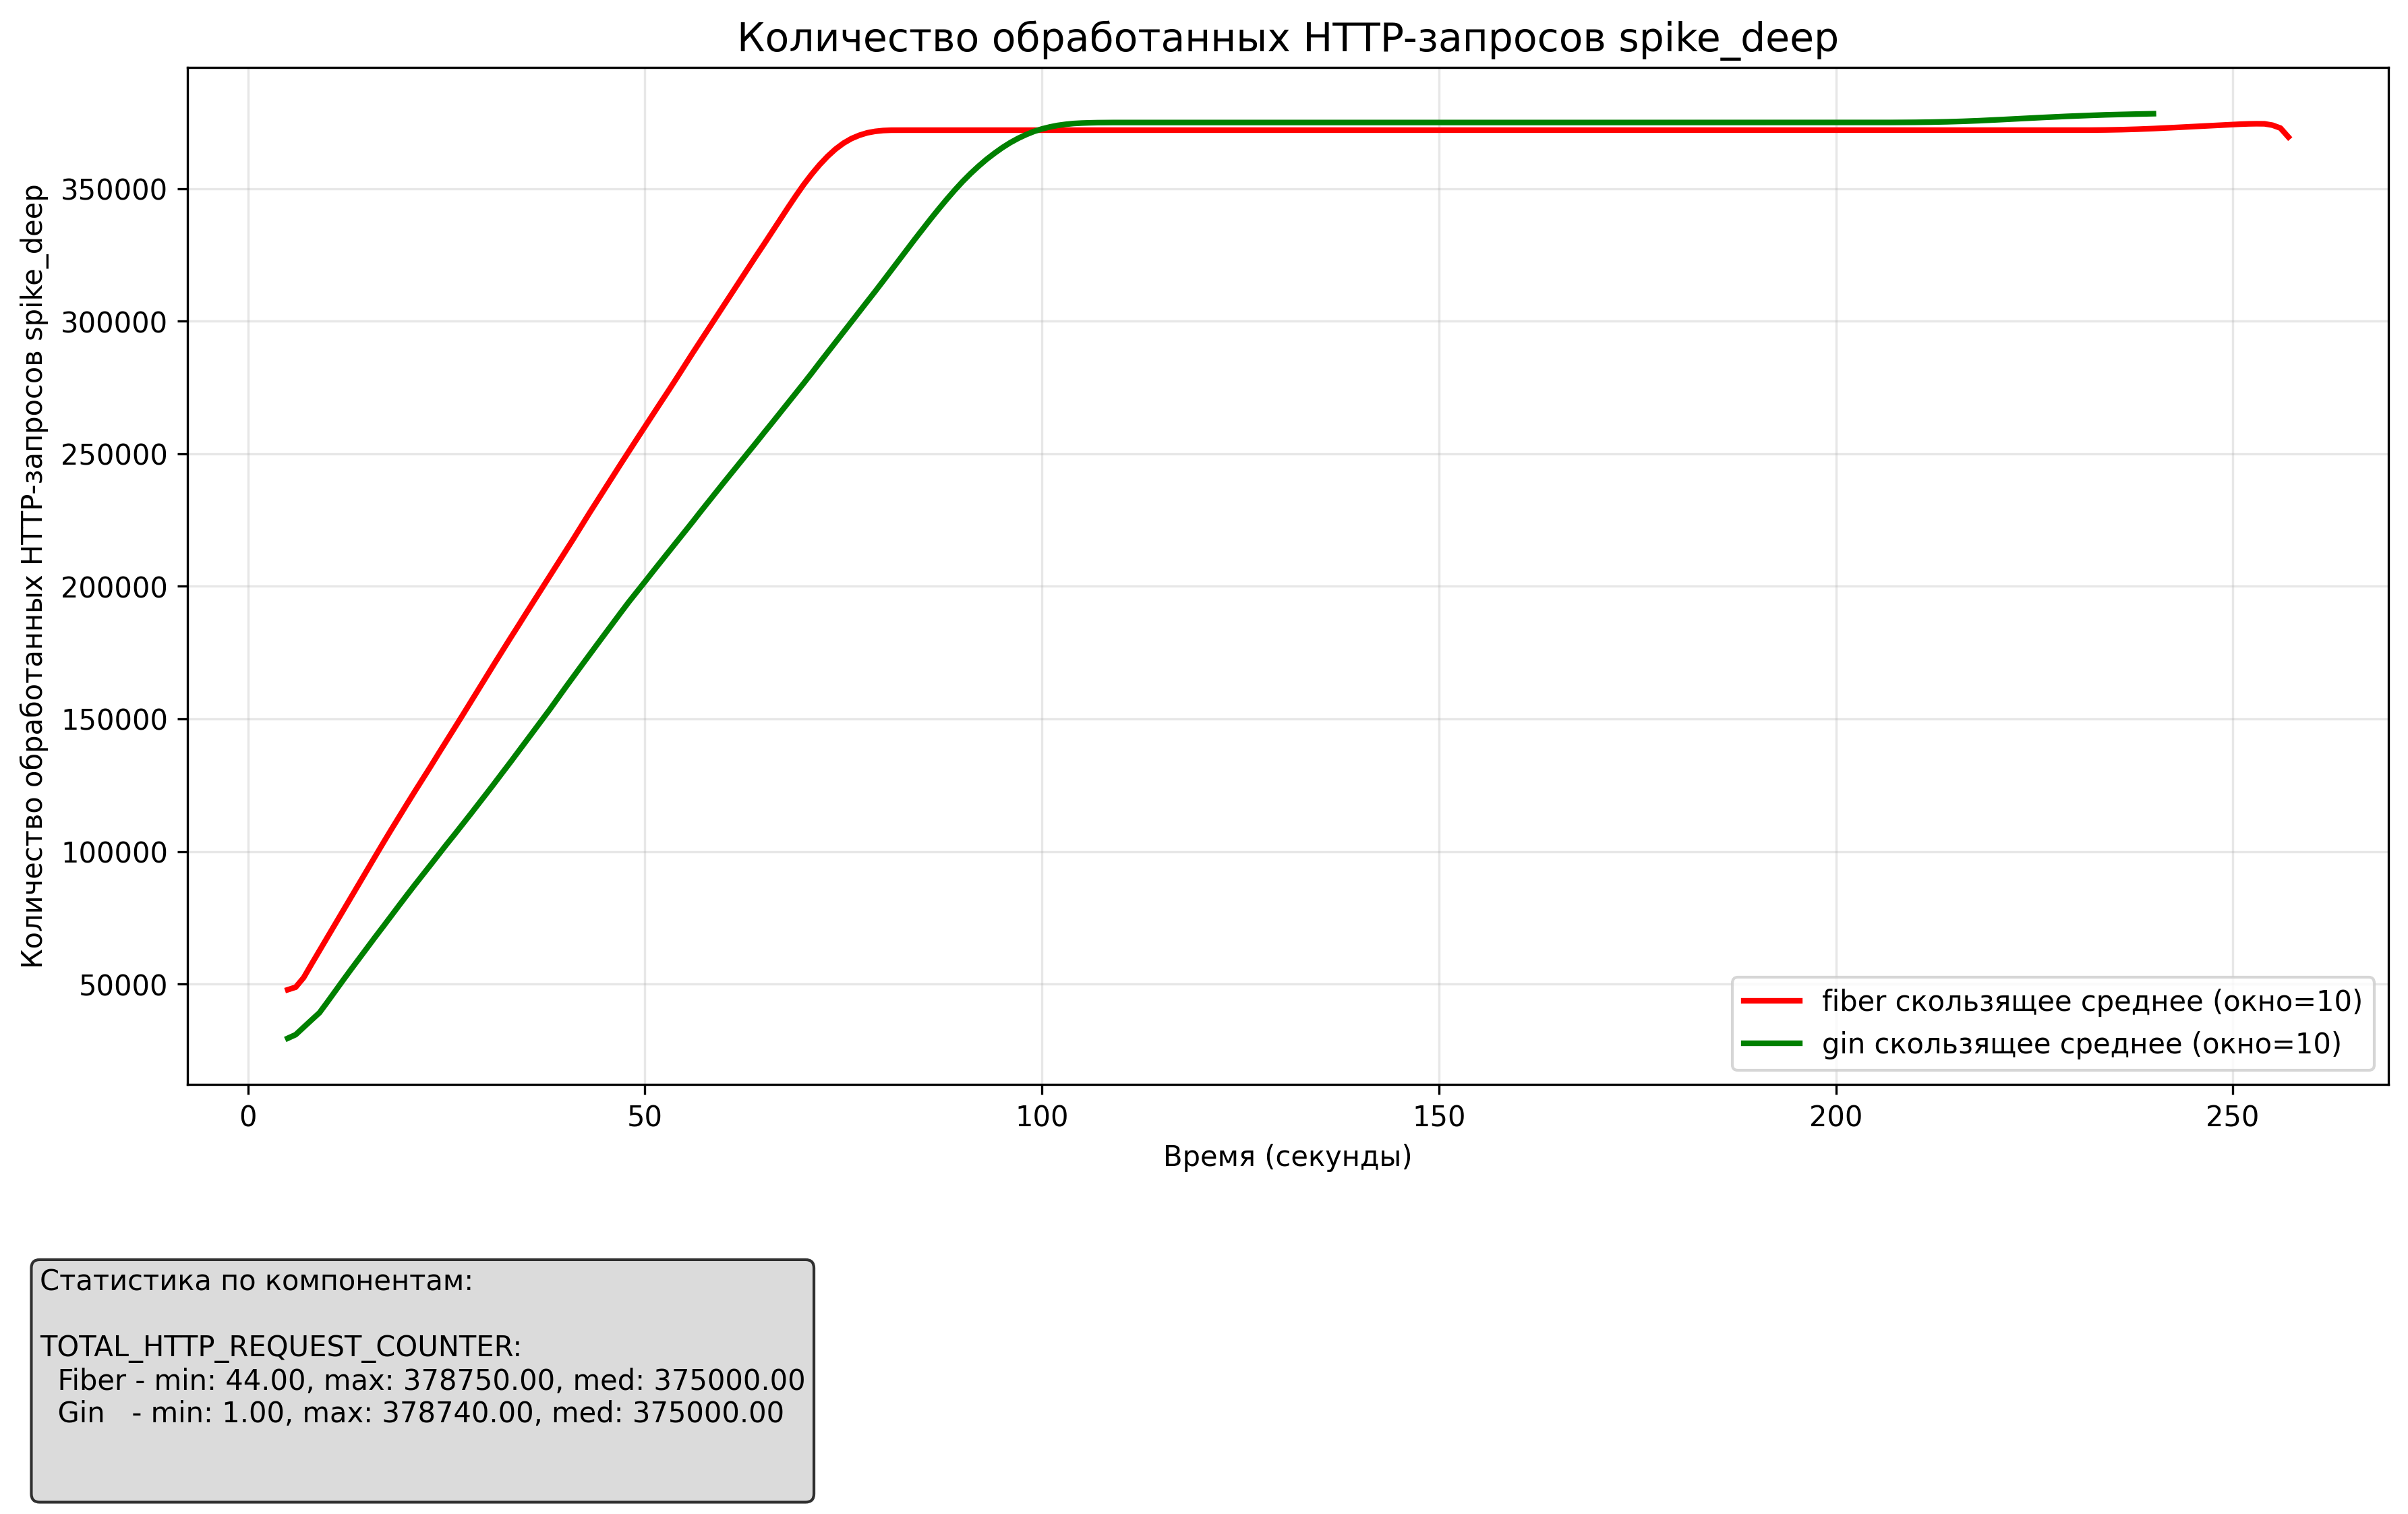 Количество обработанных HTTP-запросов spike_deep
Количество обработанных HTTP-запросов spike_deep
350000
300000
250000
200000
150000
100000
50000
0
50
100
150
200
250
Время (секунды)
fiber скользящее среднее (окно=10)
gin скользящее среднее (окно=10)
Статистика по компонентам:
TOTAL_HTTP_REQUEST_COUNTER:
Fiber - min: 44.00, max: 378750.00, med: 375000.00
Gin - min: 1.00, max: 378740.00, med: 375000.00